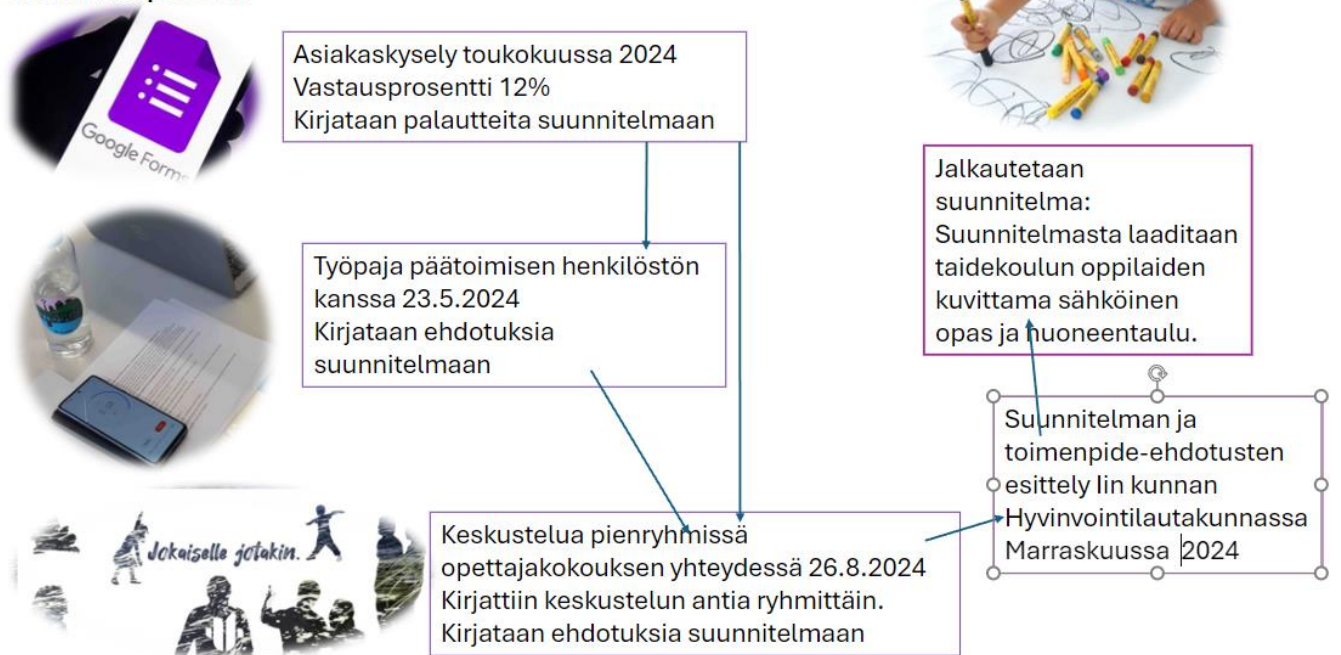 Google Forms
Asiakaskysely toukokuussa 2024
Vastausprosentti 12%
Kirjataan palautteita suunnitelmaan
Työpaja päätoimisen henkilöstön
kanssa 23.5.2024
Kirjataan ehdotuksia
suunnitelmaan
Jokaiselle jotakin.
Keskustelua pienryhmissä
opettajakokouksen yhteydessä 26.8.2024
Kirjattiin keskustelun antia ryhmittäin.
Kirjataan ehdotuksia suunnitelmaan
Suunnitelman ja
toimenpide-ehdotusten
esittely Iin kunnan
Hyvinvointilautakunnassa
Marraskuussa 2024
Jalkautetaan
suunnitelma:
Suunnitelmasta laaditaan
taidekoulun oppilaiden
kuvittama sähköinen
opas ja huoneentaulu.